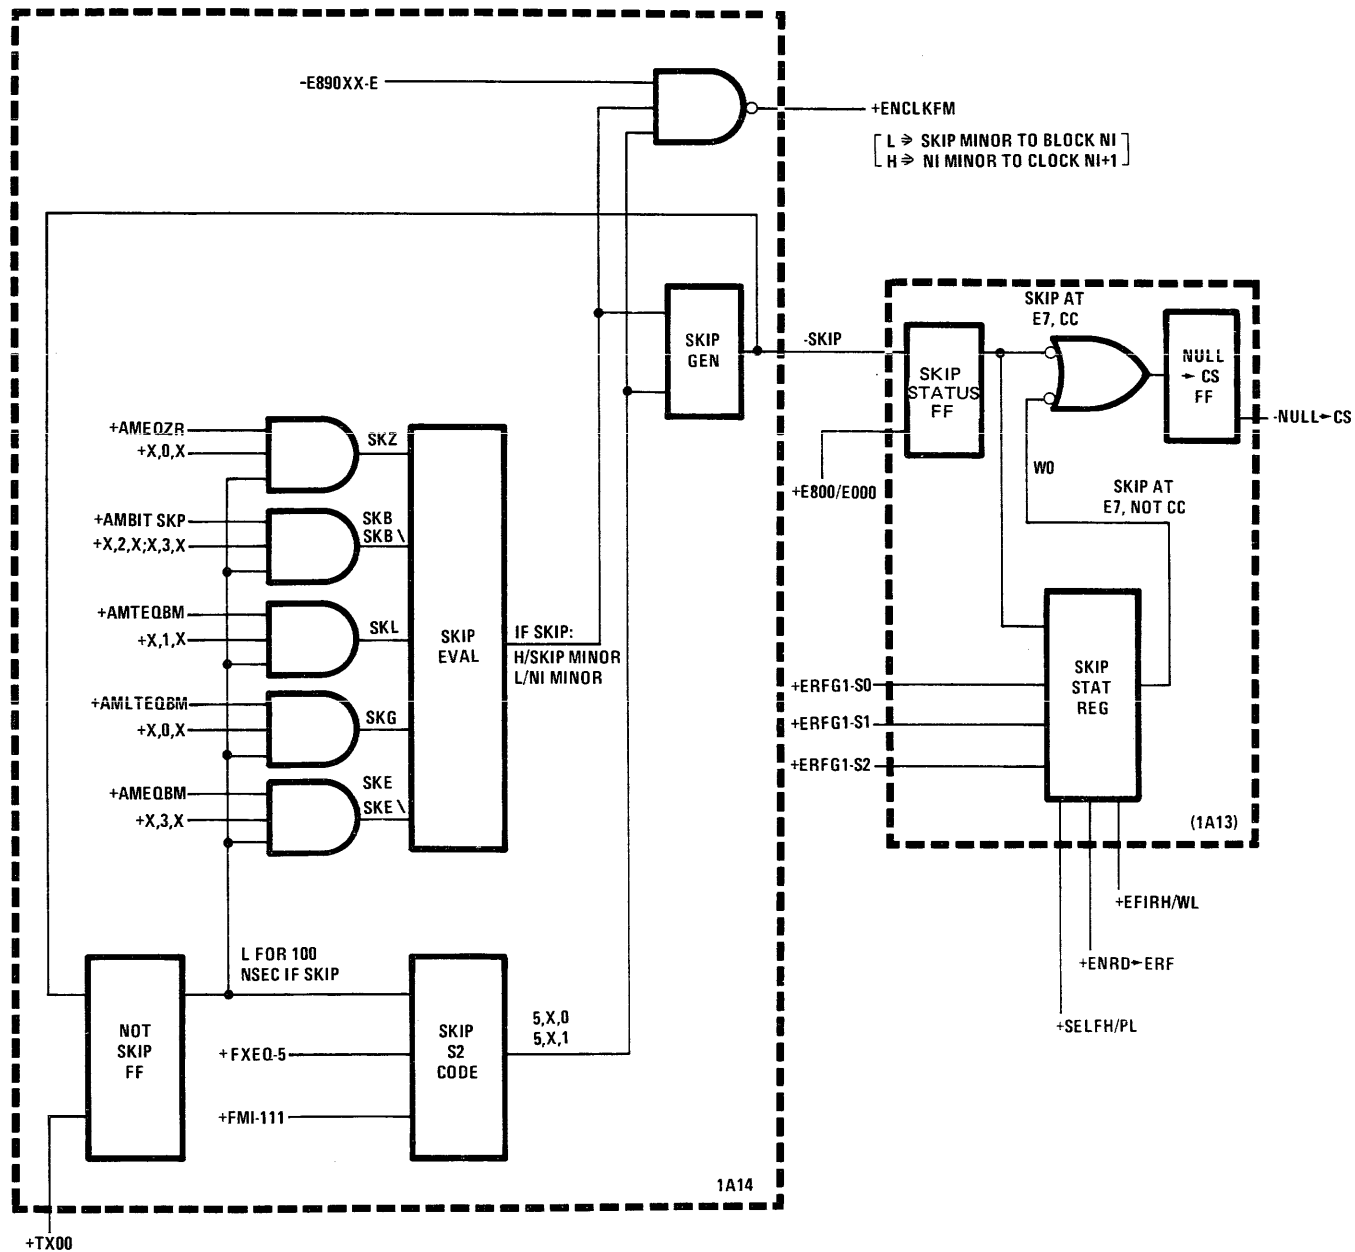 -E890XX-E
+ENCLKFM
L ⇒ SKIP MINOR TO BLOCK NI
H ⇒ NI MINOR TO CLOCK NI+1
SKIP
GEN
-SKIP
SKIP AT
E7, CC
SKIP
STATUS
FF
NULL
→ CS
FF
-NULL→CS
+E800/E000
W0
SKIP AT
E7, NOT CC
+AMEQZR
+X,0,X
SKZ
+AMBIT SKP
+X,2,X;X,3,X
SKB
SKB \
+AMTEQBM
+X,1,X
SKL
+AMLTEQBM
+X,0,X
SKG
+AMEQBM
+X,3,X
SKE
SKE \
SKIP
EVAL
IF SKIP:
H/SKIP MINOR
L/NI MINOR
+ERFG1-S0
+ERFG1-S1
+ERFG1-S2
SKIP
STAT
REG
(1A13)
+EFIRH/WL
+ENRD→ERF
+SELFH/PL
L FOR 100
NSEC IF SKIP
NOT
SKIP
FF
+FXEQ-5
+FMI-111
SKIP
S2
CODE
5,X,0
5,X,1
1A14
+TX00